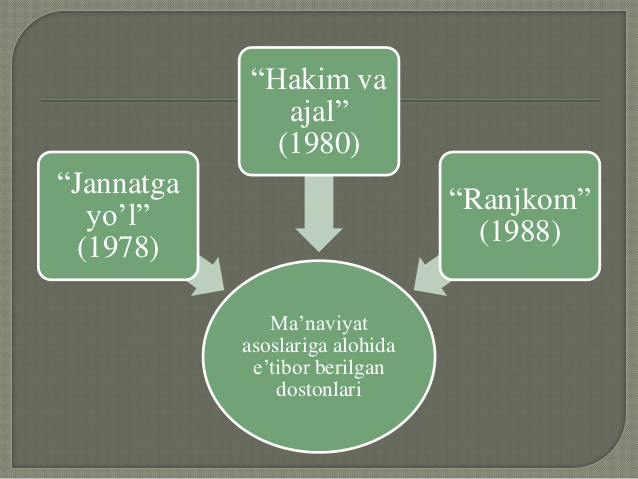 “Hakim va
ajal”
(1980)
“Jannatga
yo’l”
(1978)
“Ranjkom”
(1988)
Ma’naviyat
asoslariga alohida
e’tibor berilgan
dostonlari